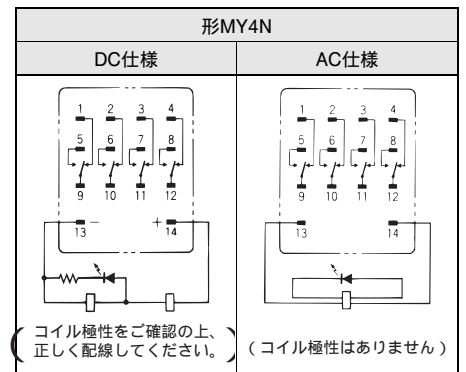 形MY4N
DC仕様
AC仕様
1 2 3 4
5 6 7 8
9 10 11 12
13 − + 14
1 2 3 4
5 6 7 8
9 10 11 12
13 14
(コイル極性をご確認の上、
正しく配線してください。)
(コイル極性はありません)